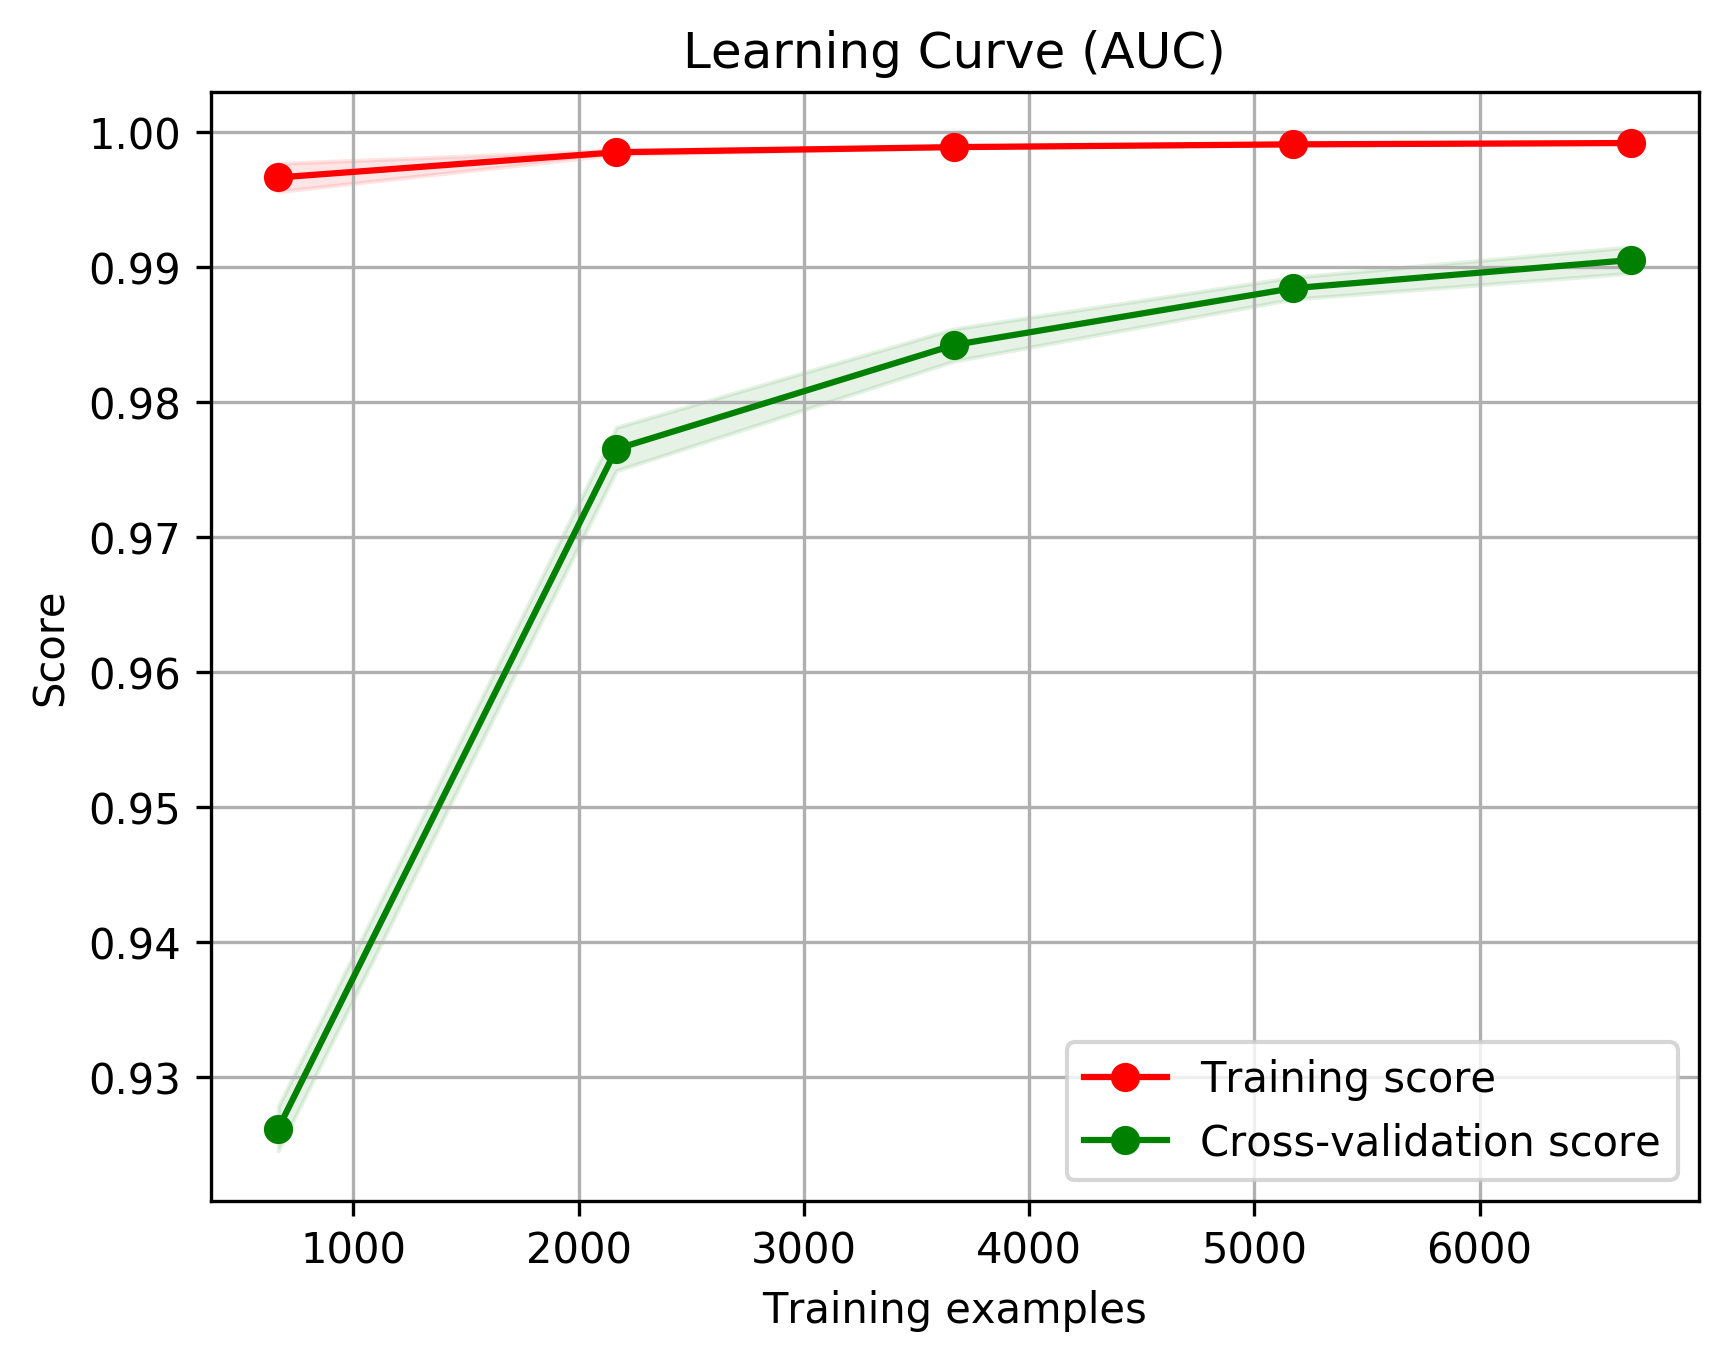 Learning Curve (AUC)
1.00
0.99
0.98
0.97
0.96
0.95
0.94
0.93
Score
Training score
Cross-validation score
1000 2000 3000 4000 5000 6000
Training examples